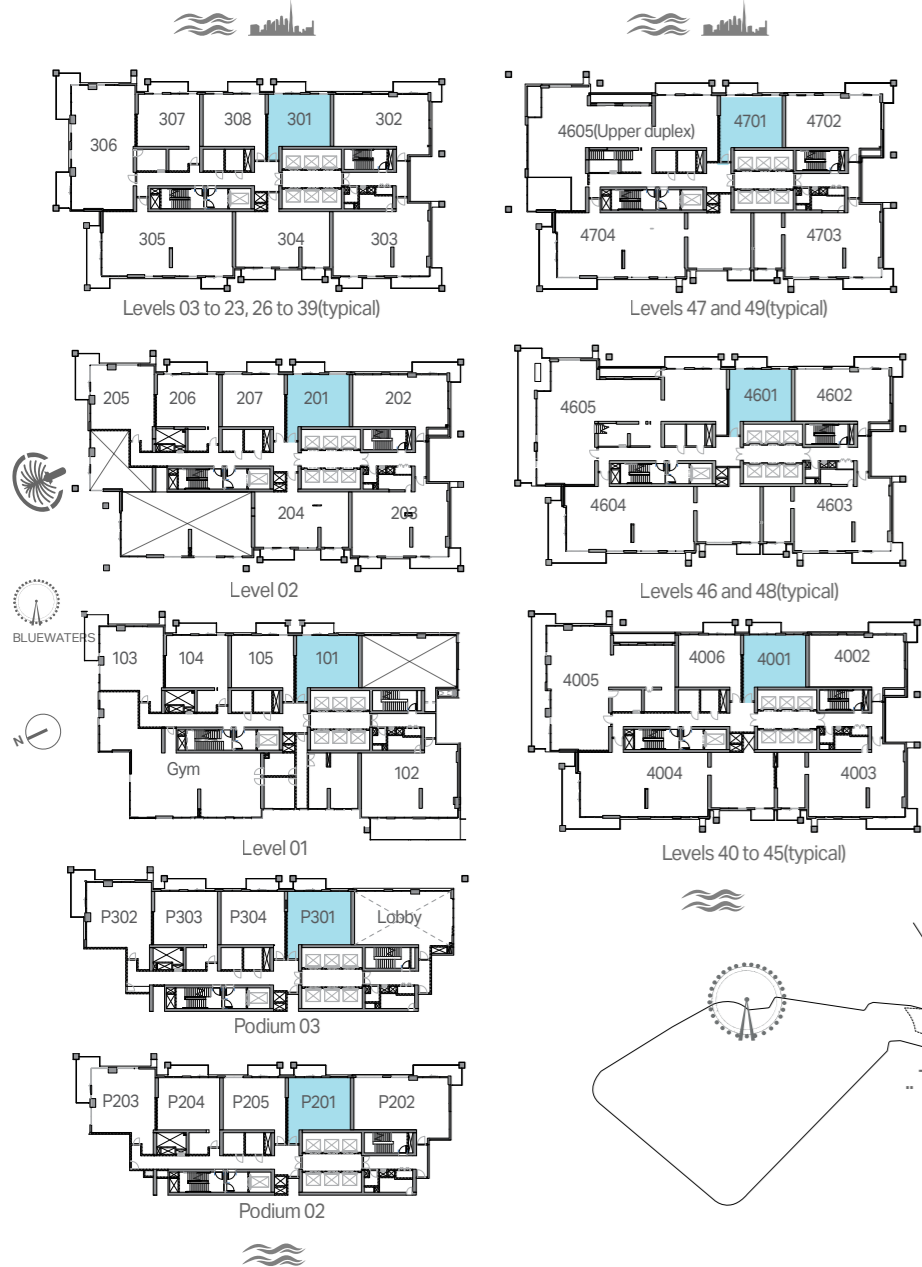 306
307
308
301
302
305
304
303
Levels 03 to 23, 26 to 39(typical)
205
206
207
201
202
204
203
Level 02
BLUEWATERS
N
103
104
105
101
Gym
102
Level 01
P302
P303
P304
P301
Lobby
Podium 03
P203
P204
P205
P201
P202
Podium 02
4605(Upper duplex)
4701
4702
4704
4703
Levels 47 and 49(typical)
4605
4601
4602
4604
4603
Levels 46 and 48(typical)
4005
4006
4001
4002
4004
4003
Levels 40 to 45(typical)